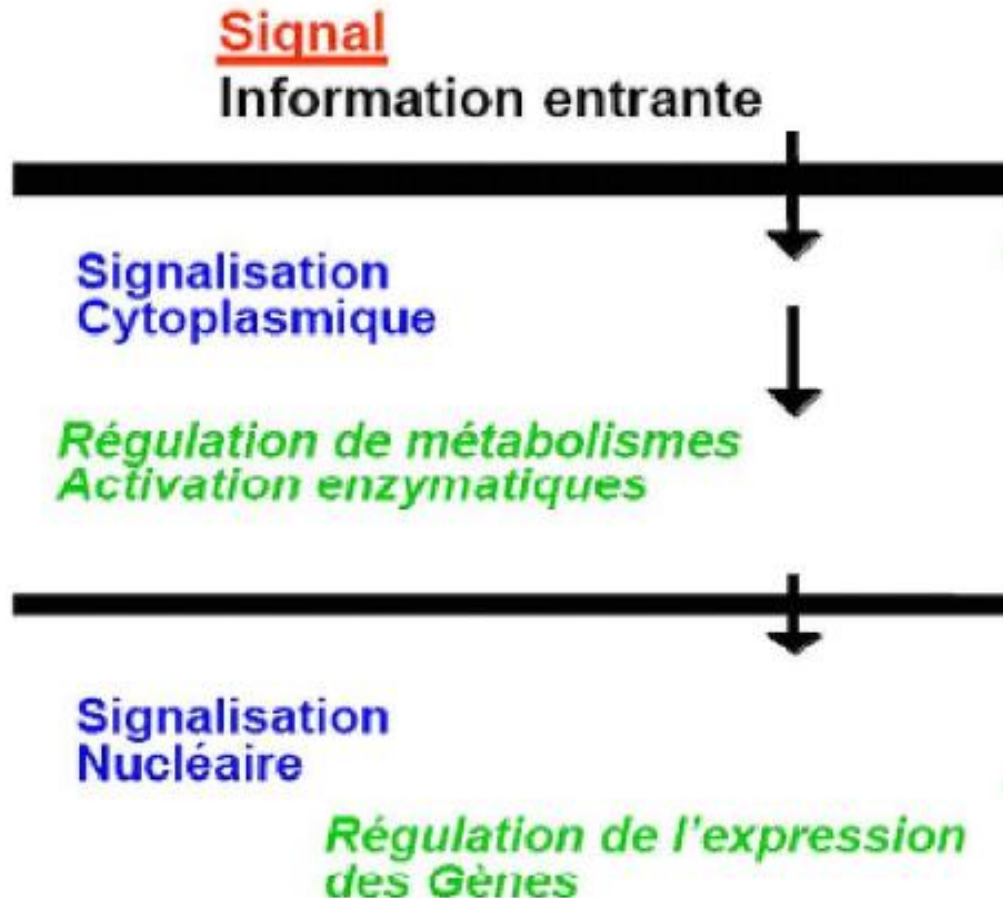 Signal
Information entrante
Signalisation
Cytoplasmique
Régulation de métabolismes
Activation enzymatiques
Signalisation
Nucléaire
Régulation de l'expression
des Gènes